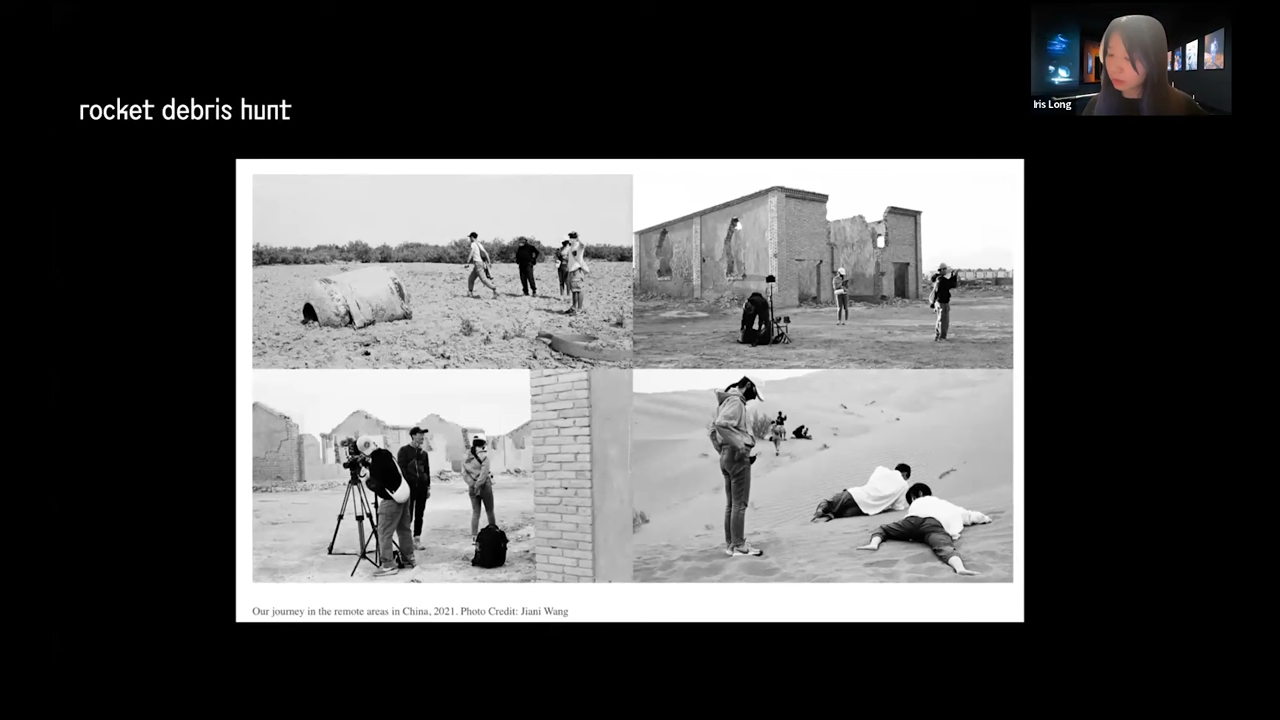 rocket debris hunt
Iris Long
Our journey in the remote areas in China, 2021. Photo Credit: Jiani Wang